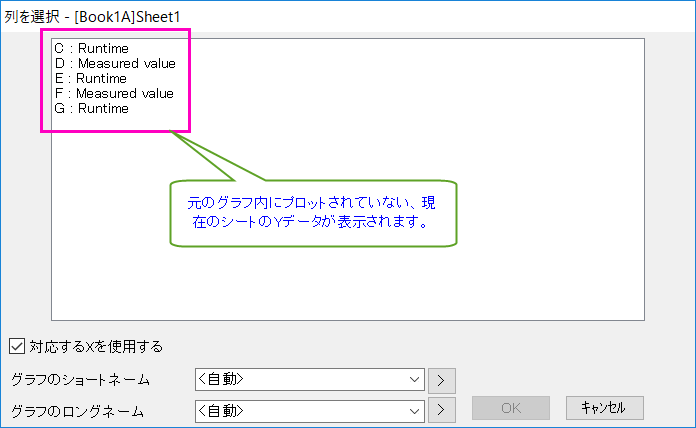 列を選択 - [Book1A]Sheet1
C : Runtime
D : Measured value
E : Runtime
F : Measured value
G : Runtime
元のグラフ内にプロットされていない、現
在のシートのYデータが表示されます。
対応するXを使用する
グラフのショートネーム
<自動>
>
グラフのロングネーム
<自動>
>
OK
キャンセル